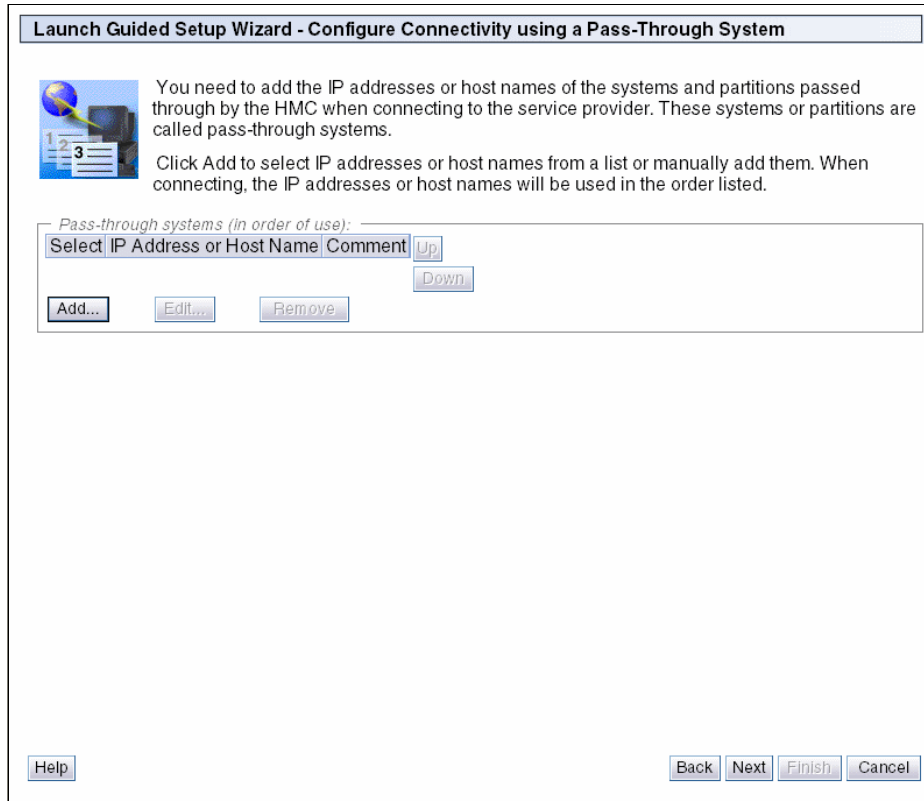 Launch Guided Setup Wizard - Configure Connectivity using a Pass-Through System
You need to add the IP addresses or host names of the systems and partitions passed
through by the HMC when connecting to the service provider. These systems or partitions are
called pass-through systems.
Click Add to select IP addresses or host names from a list or manually add them. When
connecting, the IP addresses or host names will be used in the order listed.
1
2
3
Pass-through systems (in order of use):
Select IP Address or Host Name Comment Up
Down
Add... Edit... Remove
Help Back Next Finish Cancel